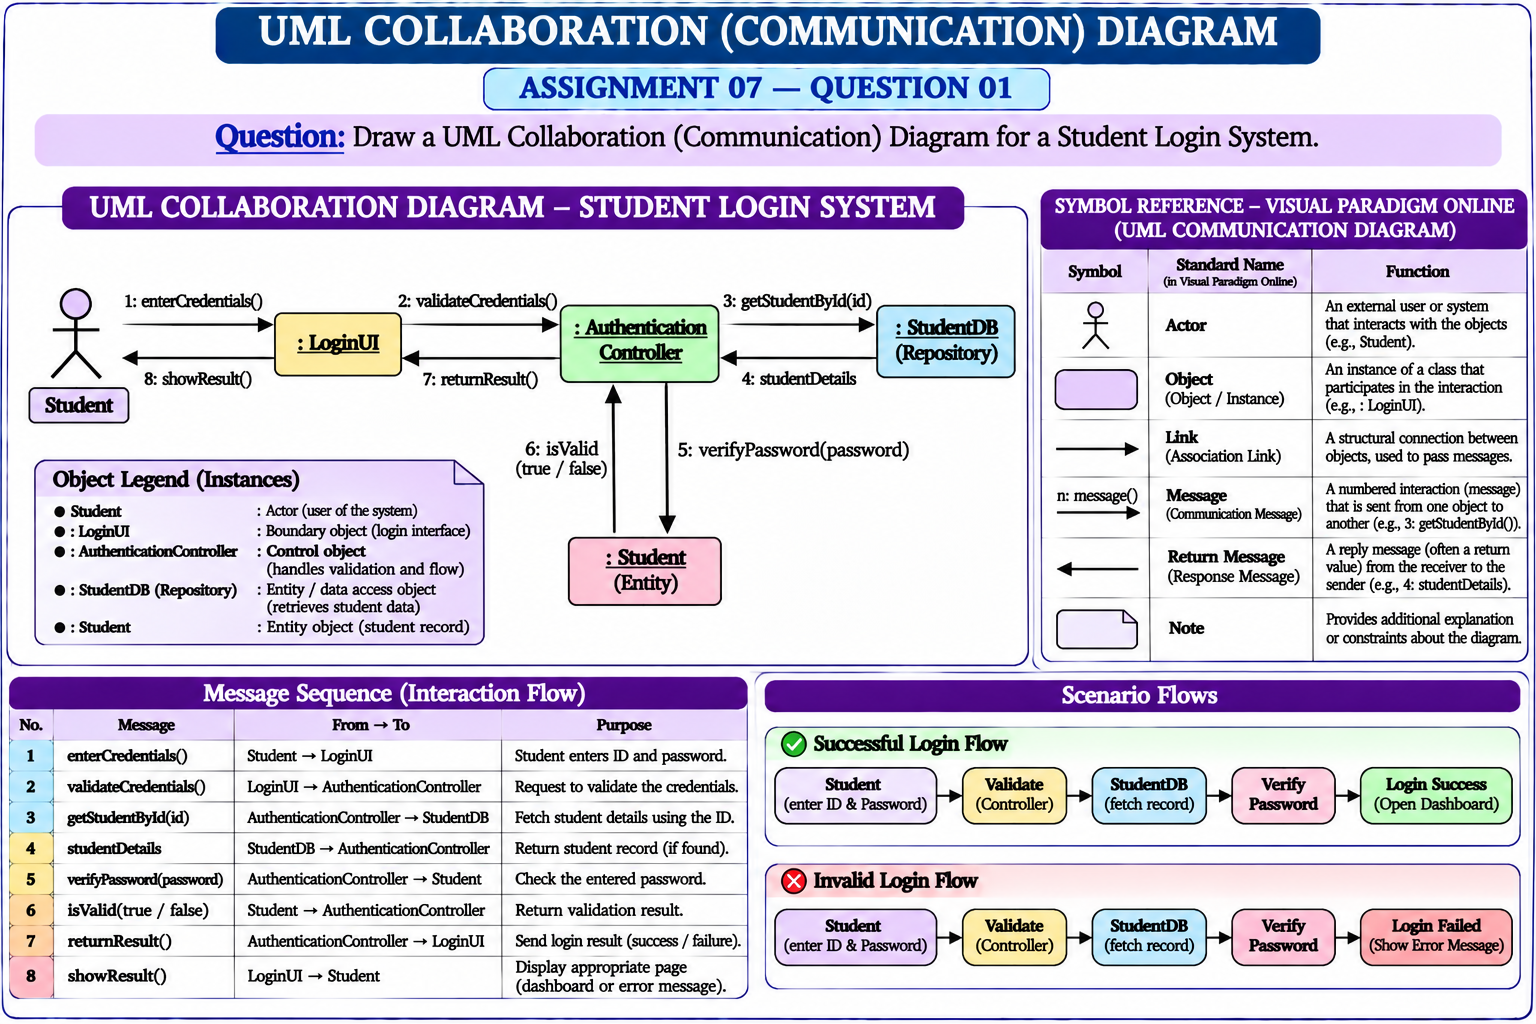 UML COLLABORATION (COMMUNICATION) DIAGRAM
ASSIGNMENT 07 — QUESTION 01
Question: Draw a UML Collaboration (Communication) Diagram for a Student Login System.
UML COLLABORATION DIAGRAM – STUDENT LOGIN SYSTEM
1: enterCredentials()
2: validateCredentials()
3: getStudentById(id)
: LoginUI
: Authentication
Controller
: StudentDB
(Repository)
8: showResult()
7: returnResult()
4: studentDetails
Student
6: isValid
(true / false)
5: verifyPassword(password)
: Student
(Entity)
Object Legend (Instances)
● Student : Actor (user of the system)
● : LoginUI : Boundary object (login interface)
● : AuthenticationController : Control object
(handles validation and flow)
● : StudentDB (Repository) : Entity / data access object
(retrieves student data)
● : Student : Entity object (student record)
SYMBOL REFERENCE – VISUAL PARADIGM ONLINE
(UML COMMUNICATION DIAGRAM)
Symbol
Standard Name
(in Visual Paradigm Online)
Function
Actor
An external user or system
that interacts with the objects
(e.g., Student).
Object
(Object / Instance)
An instance of a class that
participates in the interaction
(e.g., : LoginUI).
Link
(Association Link)
A structural connection between
objects, used to pass messages.
n: message()
Message
(Communication Message)
A numbered interaction (message)
that is sent from one object to
another (e.g., 3: getStudentById()).
Return Message
(Response Message)
A reply message (often a return
value) from the receiver to the
sender (e.g., 4: studentDetails).
Note
Provides additional explanation
or constraints about the diagram.
Message Sequence (Interaction Flow)
No. Message From → To Purpose
1 enterCredentials() Student → LoginUI Student enters ID and password.
2 validateCredentials() LoginUI → AuthenticationController Request to validate the credentials.
3 getStudentById(id) AuthenticationController → StudentDB Fetch student details using the ID.
4 studentDetails StudentDB → AuthenticationController Return student record (if found).
5 verifyPassword(password) AuthenticationController → Student Check the entered password.
6 isValid(true / false) Student → AuthenticationController Return validation result.
7 returnResult() AuthenticationController → LoginUI Send login result (success / failure).
8 showResult() LoginUI → Student Display appropriate page
(dashboard or error message).
Scenario Flows
Successful Login Flow
Student
(enter ID & Password)
Validate
(Controller)
StudentDB
(fetch record)
Verify
Password
Login Success
(Open Dashboard)
Invalid Login Flow
Student
(enter ID & Password)
Validate
(Controller)
StudentDB
(fetch record)
Verify
Password
Login Failed
(Show Error Message)